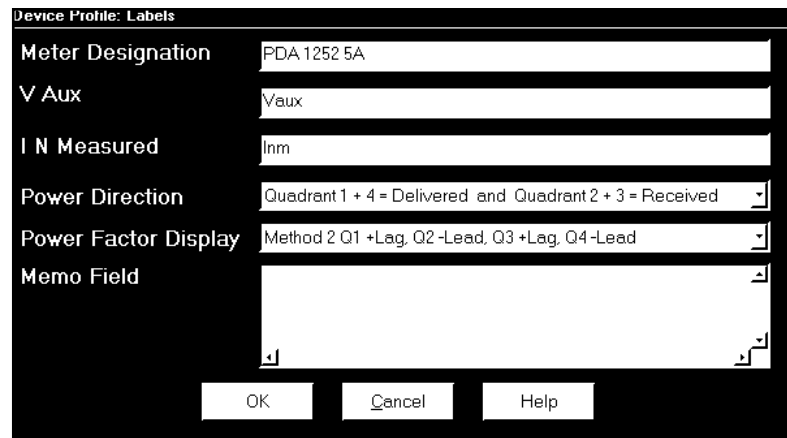 Device Profile: Labels
Meter Designation PDA 1252 5A
V Aux Vaux
I N Measured Inm
Power Direction Quadrant 1 + 4 = Delivered and Quadrant 2 + 3 = Received
Power Factor Display Method 2 Q1 +Lag, Q2 -Lead, Q3 +Lag, Q4 -Lead
Memo Field
OK Cancel Help